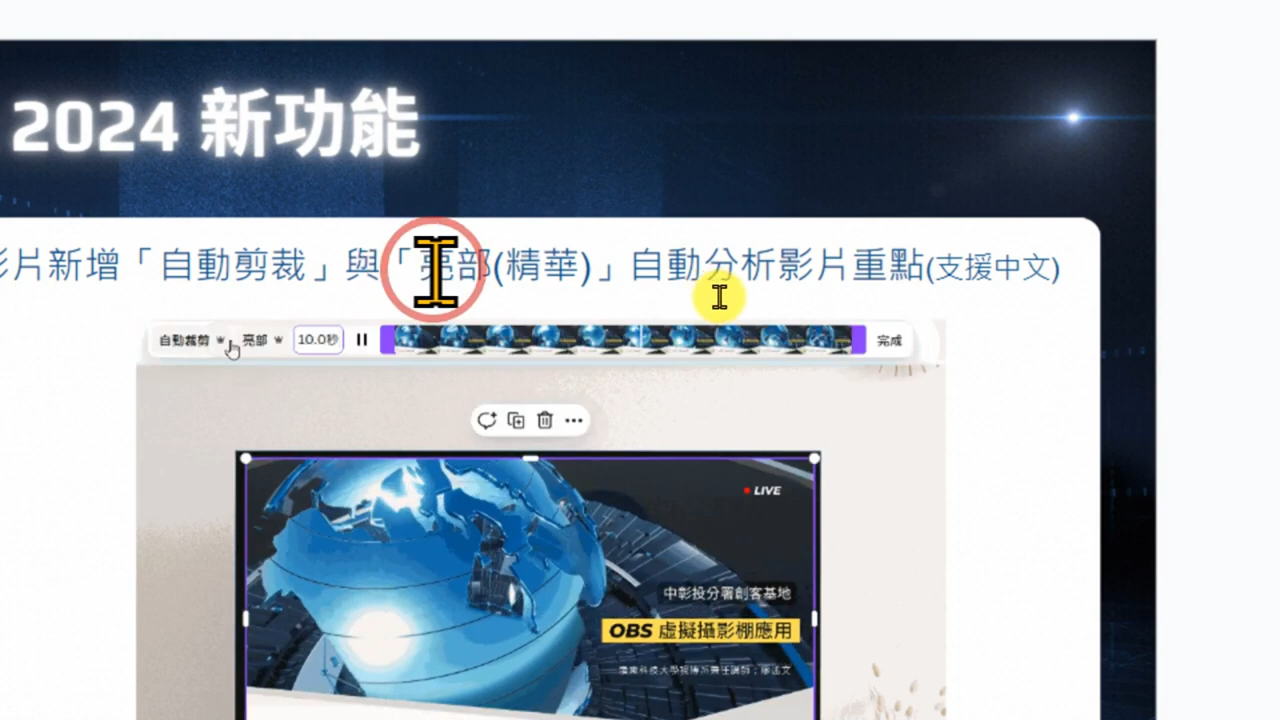 2024 新功能
影片新增「自動剪裁」與「亮部(精華)」自動分析影片重點(支援中文)
自動裁剪 亮部 10.0秒 完成
LIVE
中彰投分署創客基地
OBS 虛擬攝影棚應用